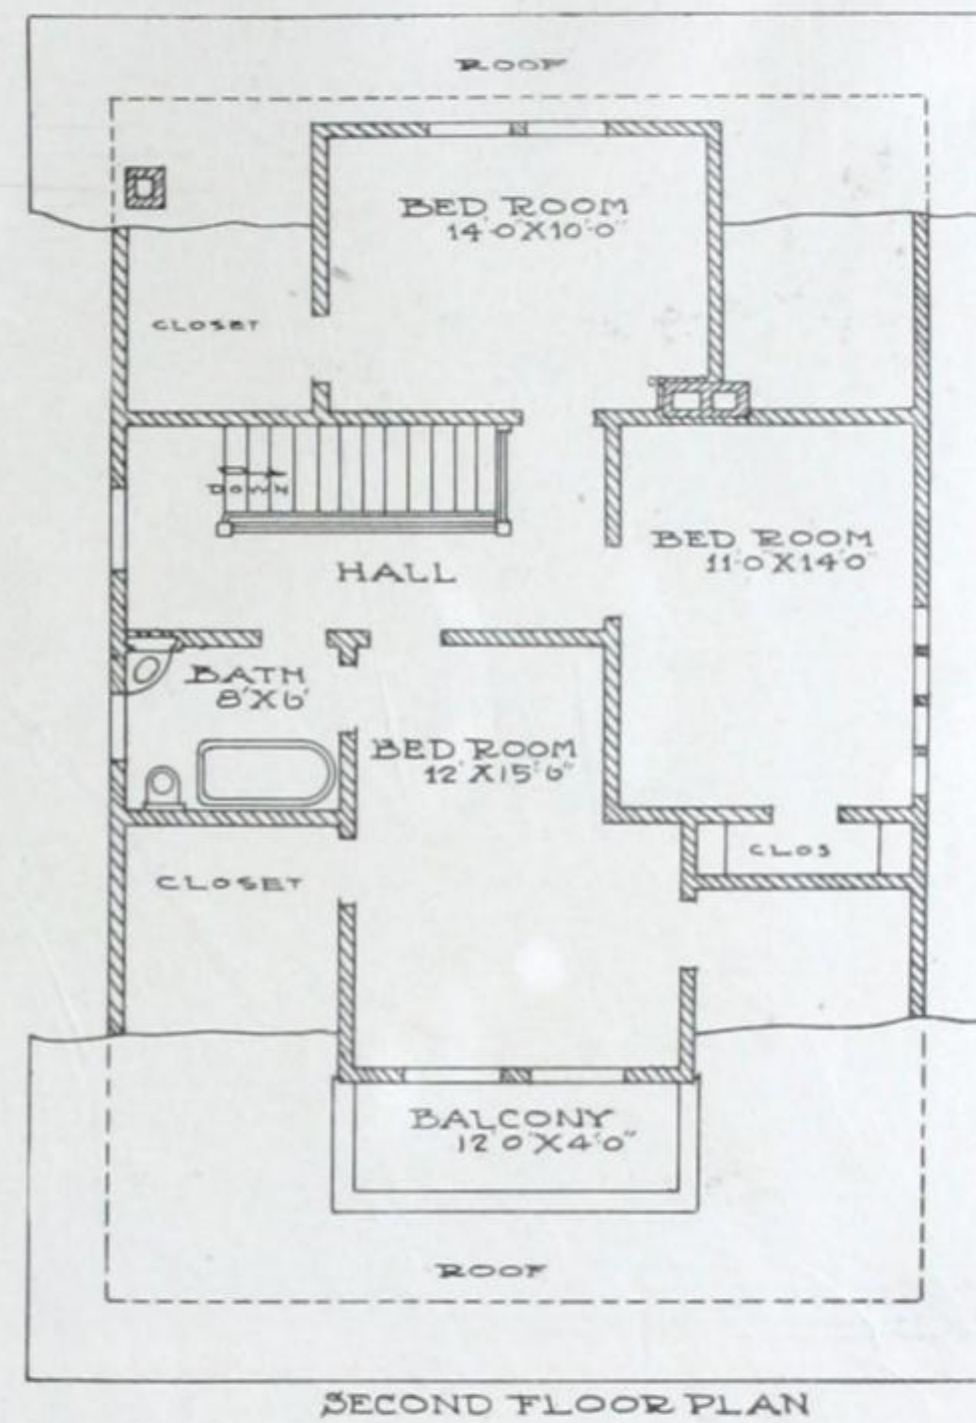 ROOF
BED ROOM
14'-0"X10'-0"
CLOSET
DOWN
BED ROOM
11'-0"X14'-0"
HALL
BATH
8'X6'
BED ROOM
12'X15'-6"
CLOS
CLOSET
BALCONY
12'-0"X4'-0"
ROOF
SECOND FLOOR PLAN